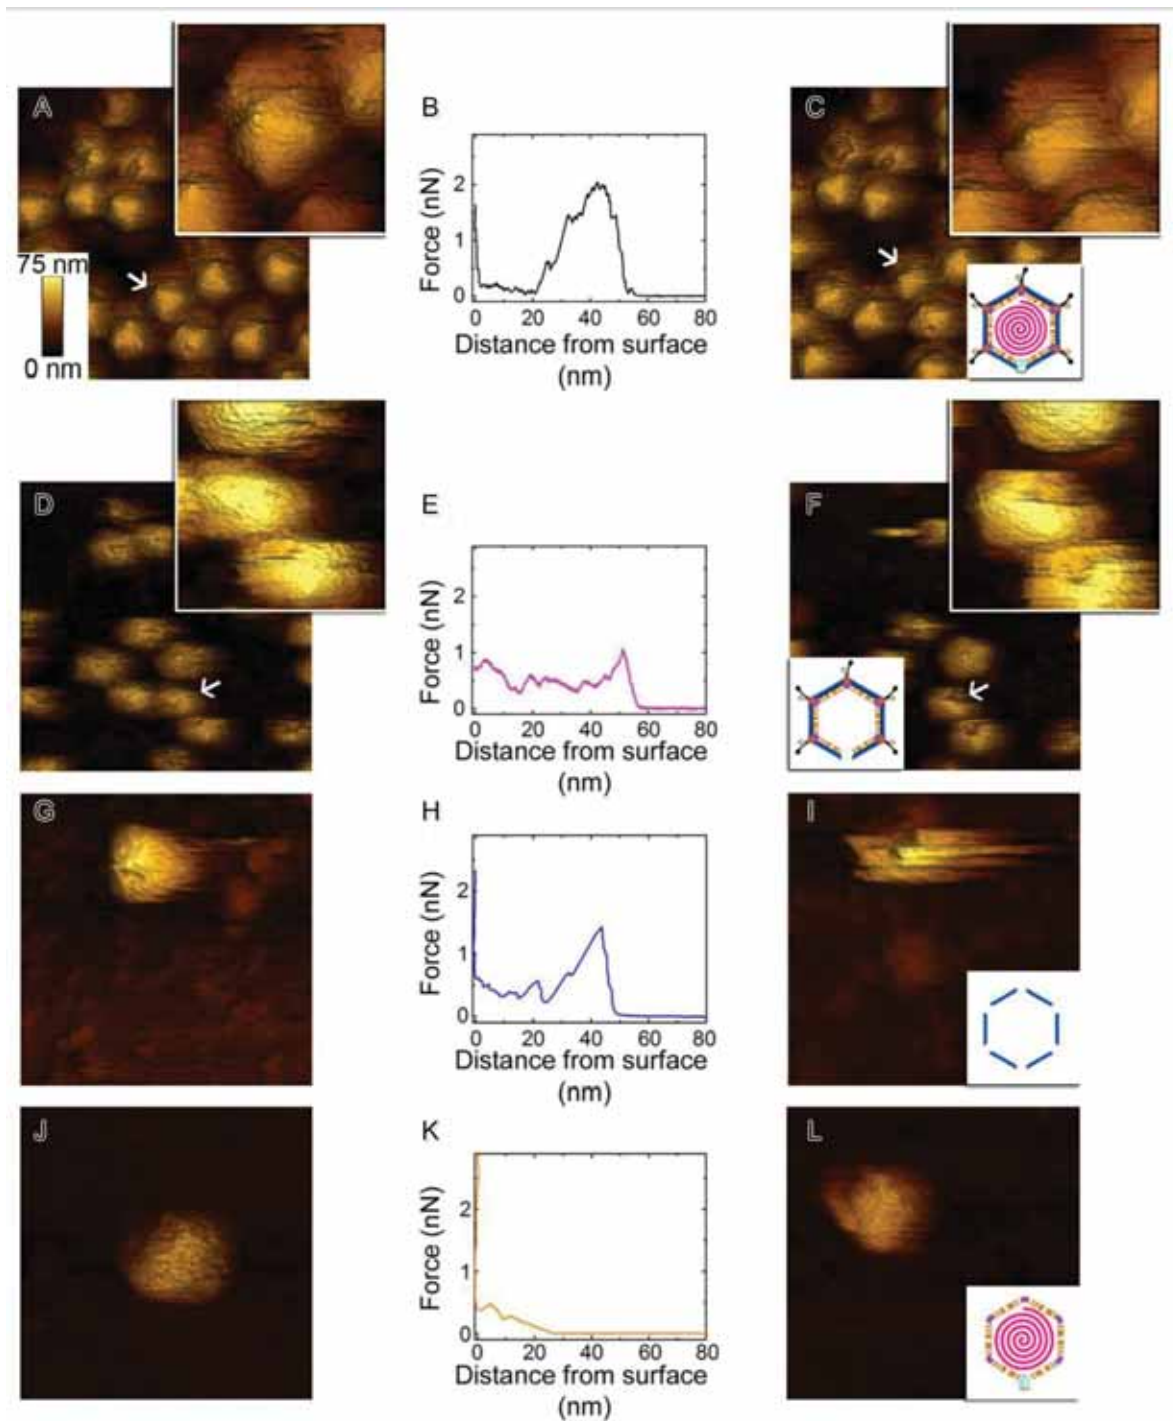 A
75 nm
0 nm
B
Force (nN)
2
1
0
0 20 40 60 80
Distance from surface
(nm)
C
D
E
Force (nN)
2
1
0
0 20 40 60 80
Distance from surface
(nm)
F
G
H
Force (nN)
2
1
0
0 20 40 60 80
Distance from surface
(nm)
I
J
K
Force (nN)
2
1
0
0 20 40 60 80
Distance from surface
(nm)
L